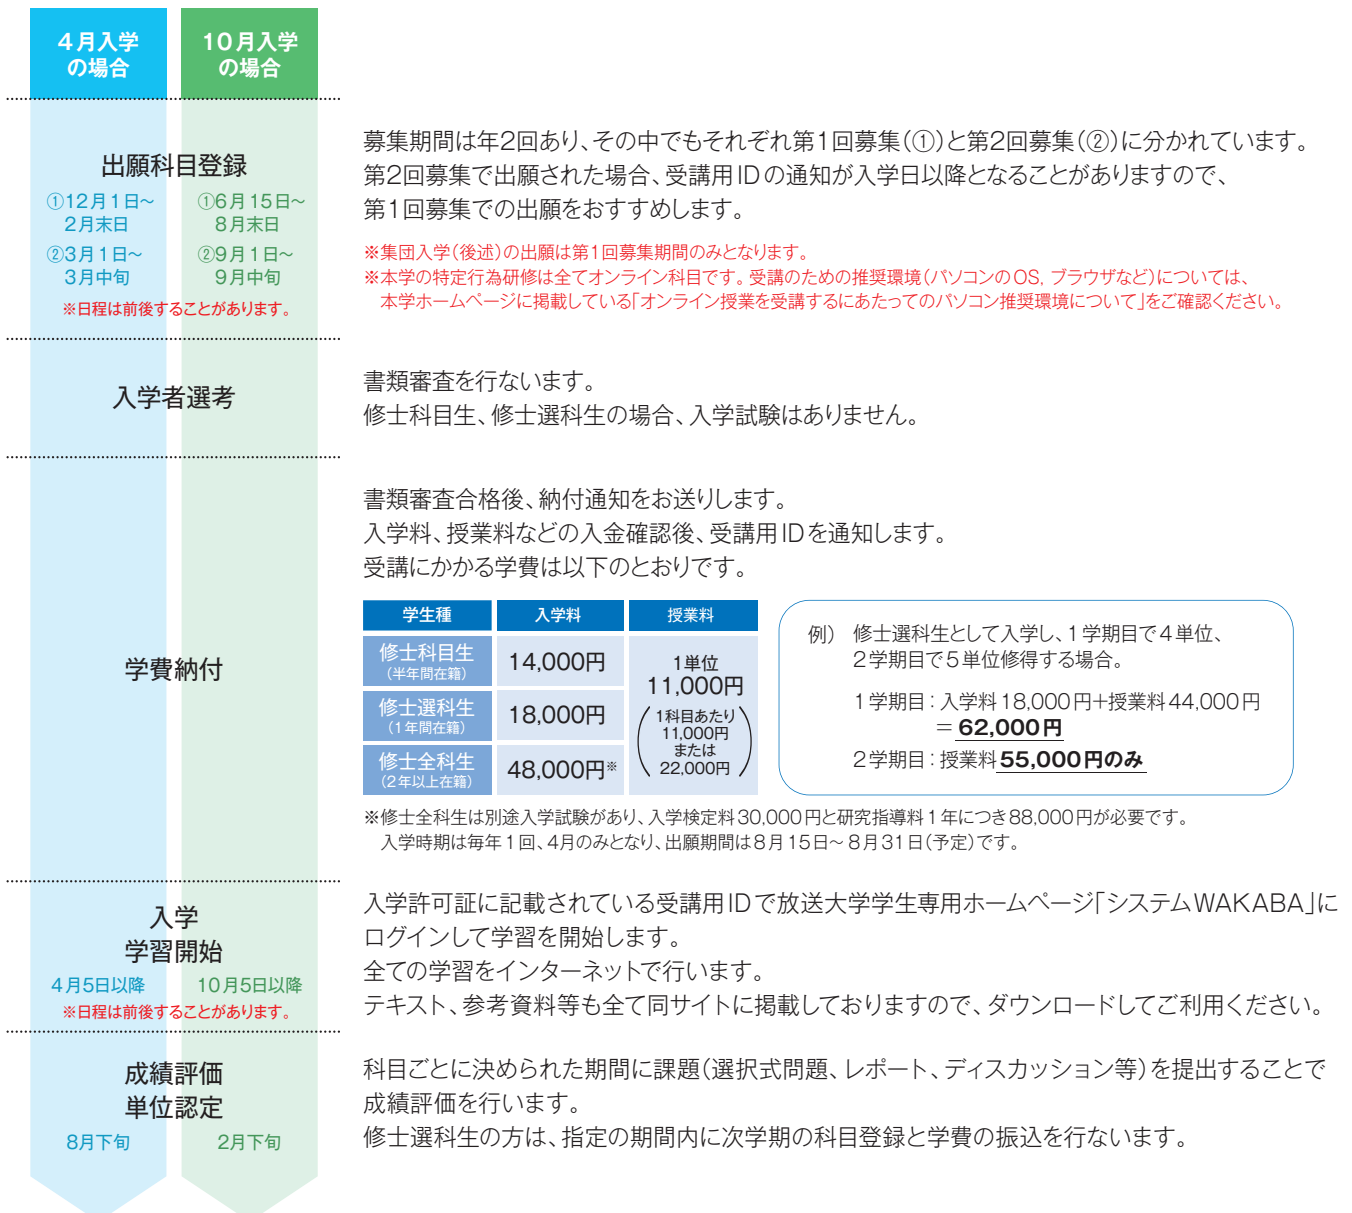 4月入学
の場合
10月入学
の場合
出願科目登録
①12月1日～
2月末日
②3月1日～
3月中旬
①6月15日～
8月末日
②9月1日～
9月中旬
※日程は前後することがあります。
募集期間は年2回あり、その中でもそれぞれ第1回募集(①)と第2回募集(②)に分かれています。
第2回募集で出願された場合、受講用IDの通知が入学日以降となることがありますので、
第1回募集での出願をおすすめします。
※集団入学(後述)の出願は第1回募集期間のみとなります。
※本学の特定行為研修は全てオンライン科目です。受講のための推奨環境(パソコンのOS, ブラウザなど)については、
本学ホームページに掲載している「オンライン授業を受講するにあたってのパソコン推奨環境について」をご確認ください。
入学者選考
書類審査を行ないます。
修士科目生、修士選科生の場合、入学試験はありません。
学費納付
書類審査合格後、納付通知をお送りします。
入学料、授業料などの入金確認後、受講用IDを通知します。
受講にかかる学費は以下のとおりです。
学生種 入学料 授業料
修士科目生
(半年間在籍)
14,000円
修士選科生
(1年間在籍)
18,000円
修士全科生
(2年以上在籍)
48,000円※
1単位
11,000円
(1科目あたり
11,000円
または
22,000円)
例) 修士選科生として入学し、1学期目で4単位、
2学期目で5単位修得する場合。
1学期目：入学料18,000円＋授業料44,000円
＝62,000円
2学期目：授業料55,000円のみ
※修士全科生は別途入学試験があり、入学検定料30,000円と研究指導料1年につき88,000円が必要です。
入学時期は毎年1回、4月のみとなり、出願期間は8月15日～8月31日(予定)です。
入学
学習開始
4月5日以降 10月5日以降
※日程は前後することがあります。
入学許可証に記載されている受講用IDで放送大学学生専用ホームページ「システムWAKABA」に
ログインして学習を開始します。
全ての学習をインターネットで行います。
テキスト、参考資料等も全て同サイトに掲載しておりますので、ダウンロードしてご利用ください。
成績評価
単位認定
8月下旬 2月下旬
科目ごとに決められた期間に課題(選択式問題、レポート、ディスカッション等)を提出することで
成績評価を行います。
修士選科生の方は、指定の期間内に次学期の科目登録と学費の振込を行ないます。